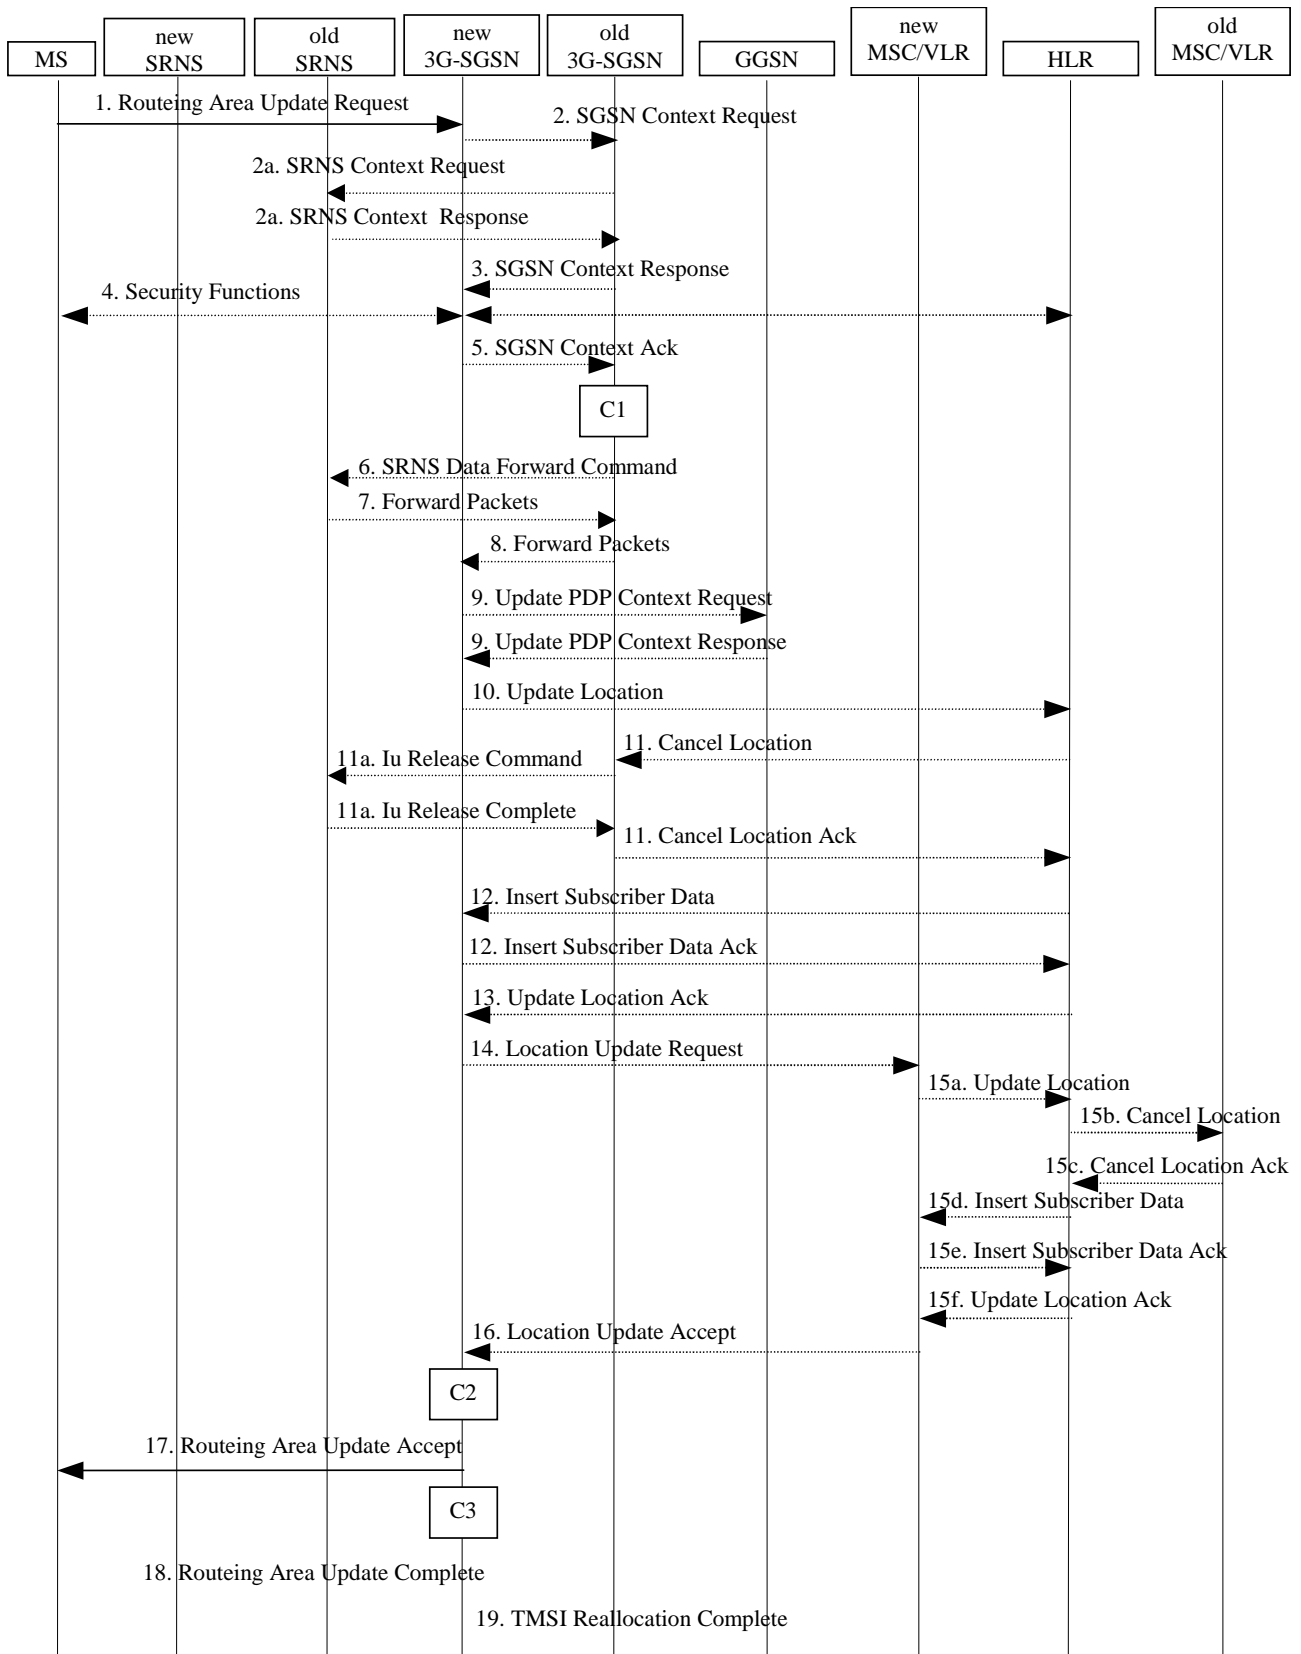 MS
new
SRNS
old
SRNS
new
3G-SGSN
old
3G-SGSN
GGSN
new
MSC/VLR
HLR
old
MSC/VLR
1. Routeing Area Update Request
2. SGSN Context Request
2a. SRNS Context Request
2a. SRNS Context Response
3. SGSN Context Response
4. Security Functions
5. SGSN Context Ack
C1
6. SRNS Data Forward Command
7. Forward Packets
8. Forward Packets
9. Update PDP Context Request
9. Update PDP Context Response
10. Update Location
11. Cancel Location
11a. Iu Release Command
11a. Iu Release Complete
11. Cancel Location Ack
12. Insert Subscriber Data
12. Insert Subscriber Data Ack
13. Update Location Ack
14. Location Update Request
15a. Update Location
15b. Cancel Location
15c. Cancel Location Ack
15d. Insert Subscriber Data
15e. Insert Subscriber Data Ack
15f. Update Location Ack
16. Location Update Accept
C2
17. Routeing Area Update Accept
C3
18. Routeing Area Update Complete
19. TMSI Reallocation Complete